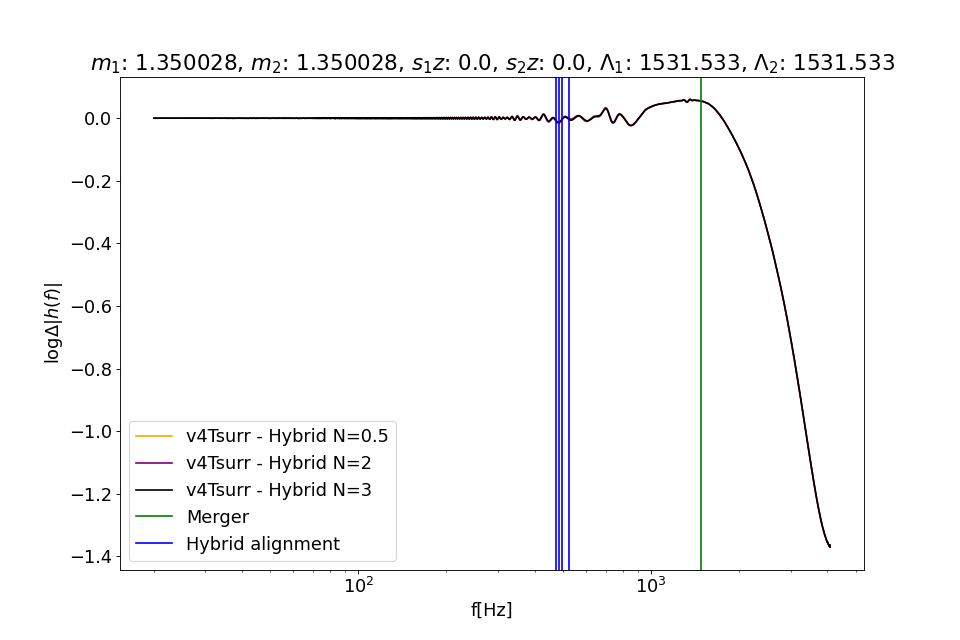 m₁: 1.350028, m₂: 1.350028, s₁z: 0.0, s₂z: 0.0, Λ₁: 1531.533, Λ₂: 1531.533
logΔ|h(f)|
0.0
−0.2
−0.4
−0.6
−0.8
−1.0
−1.2
−1.4
v4Tsurr - Hybrid N=0.5
v4Tsurr - Hybrid N=2
v4Tsurr - Hybrid N=3
Merger
Hybrid alignment
10²
10³
f[Hz]